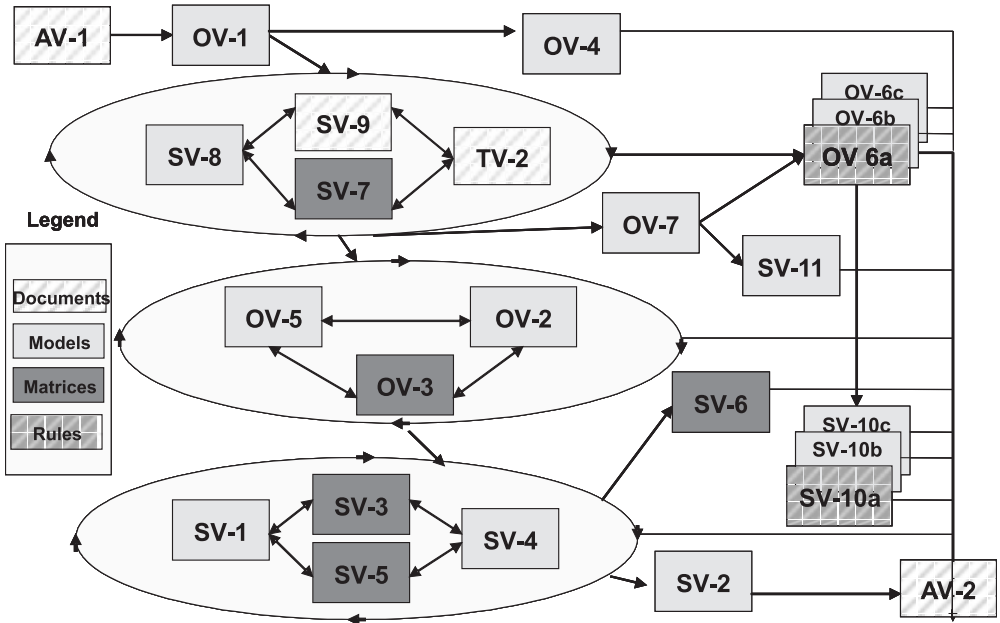 AV-1
OV-1
OV-4
OV-6c
OV-6b
OV 6a
SV-9
SV-8
TV-2
SV-7
OV-7
SV-11
Legend
Documents
Models
Matrices
Rules
OV-5
OV-2
OV-3
SV-6
SV-10c
SV-10b
SV-10a
SV-3
SV-1
SV-4
SV-5
SV-2
AV-2